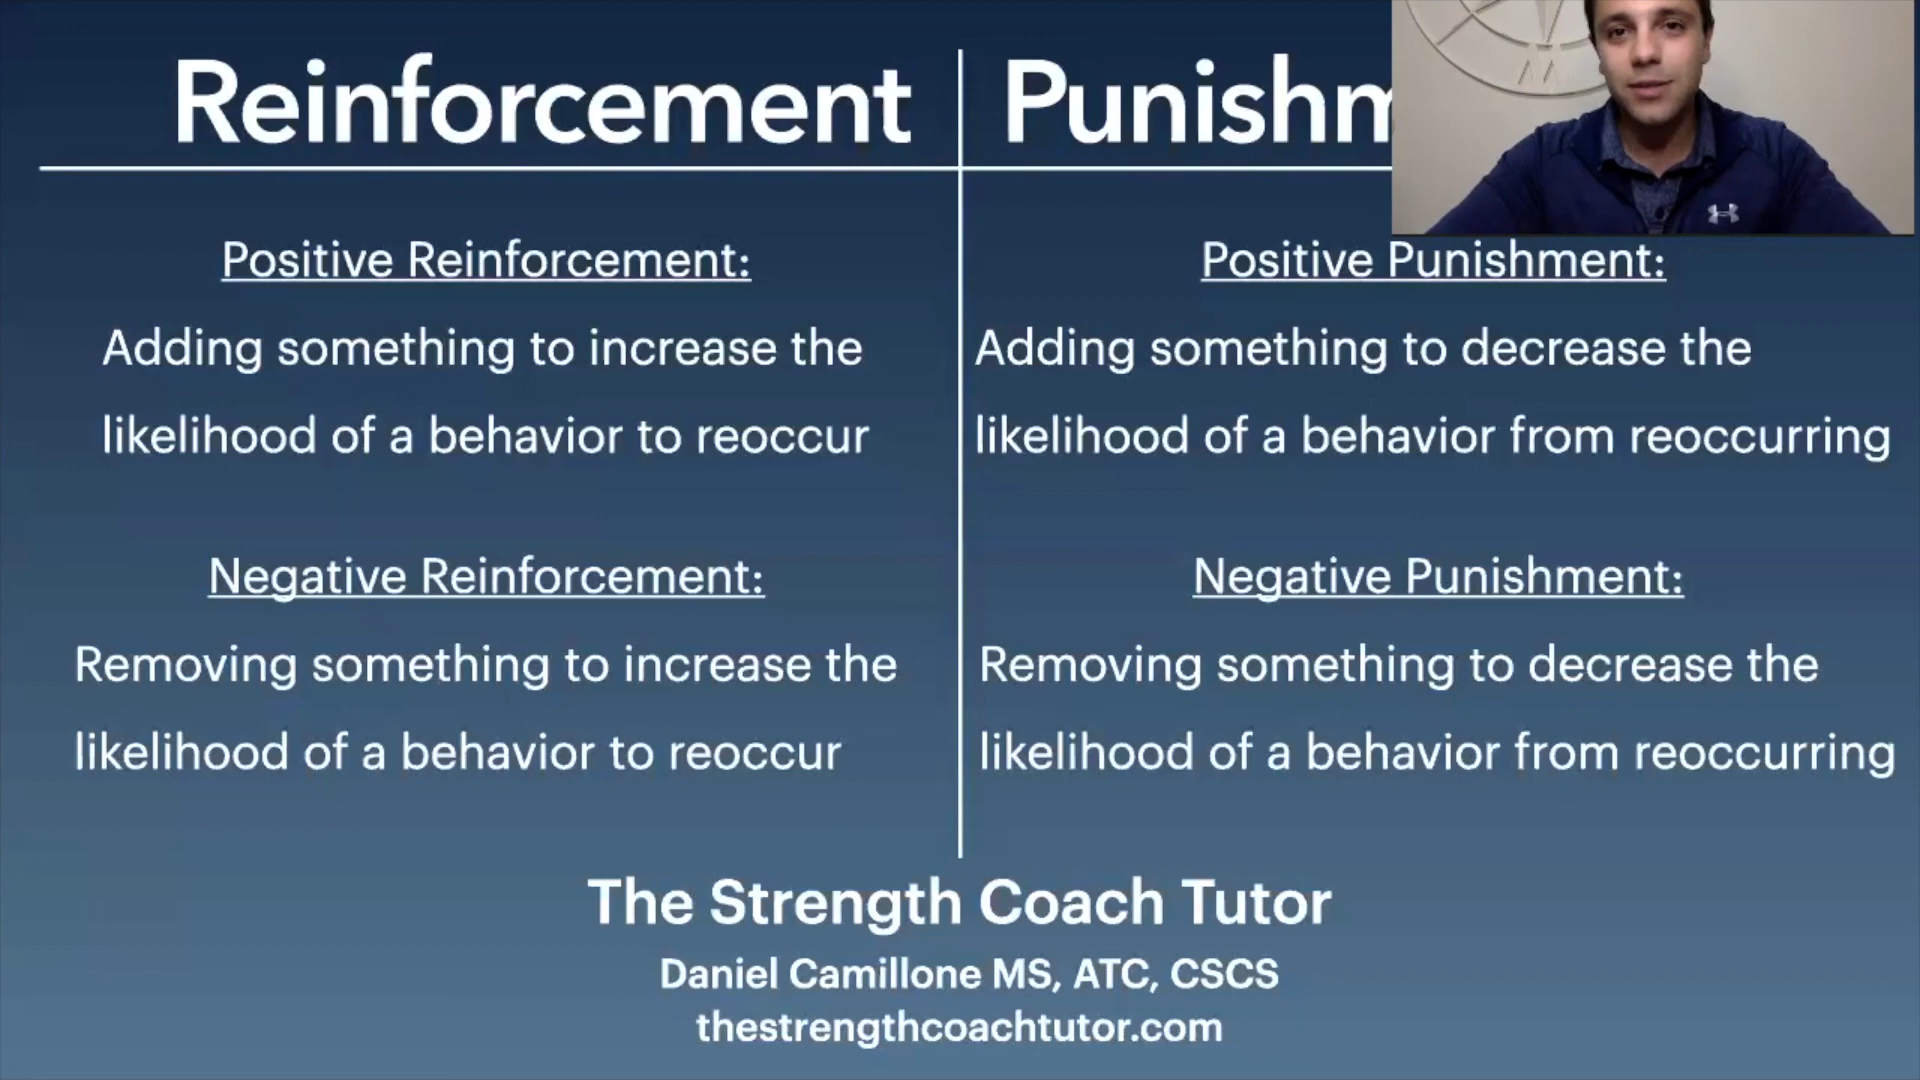 Reinforcement
Positive Reinforcement:
Adding something to increase the
likelihood of a behavior to reoccur
Negative Reinforcement:
Removing something to increase the
likelihood of a behavior to reoccur
Positive Punishment:
Adding something to decrease the
likelihood of a behavior from reoccurring
Negative Punishment:
Removing something to decrease the
likelihood of a behavior from reoccurring
The Strength Coach Tutor
Daniel Camillone MS, ATC, CSCS
thestrengthcoachtutor.com